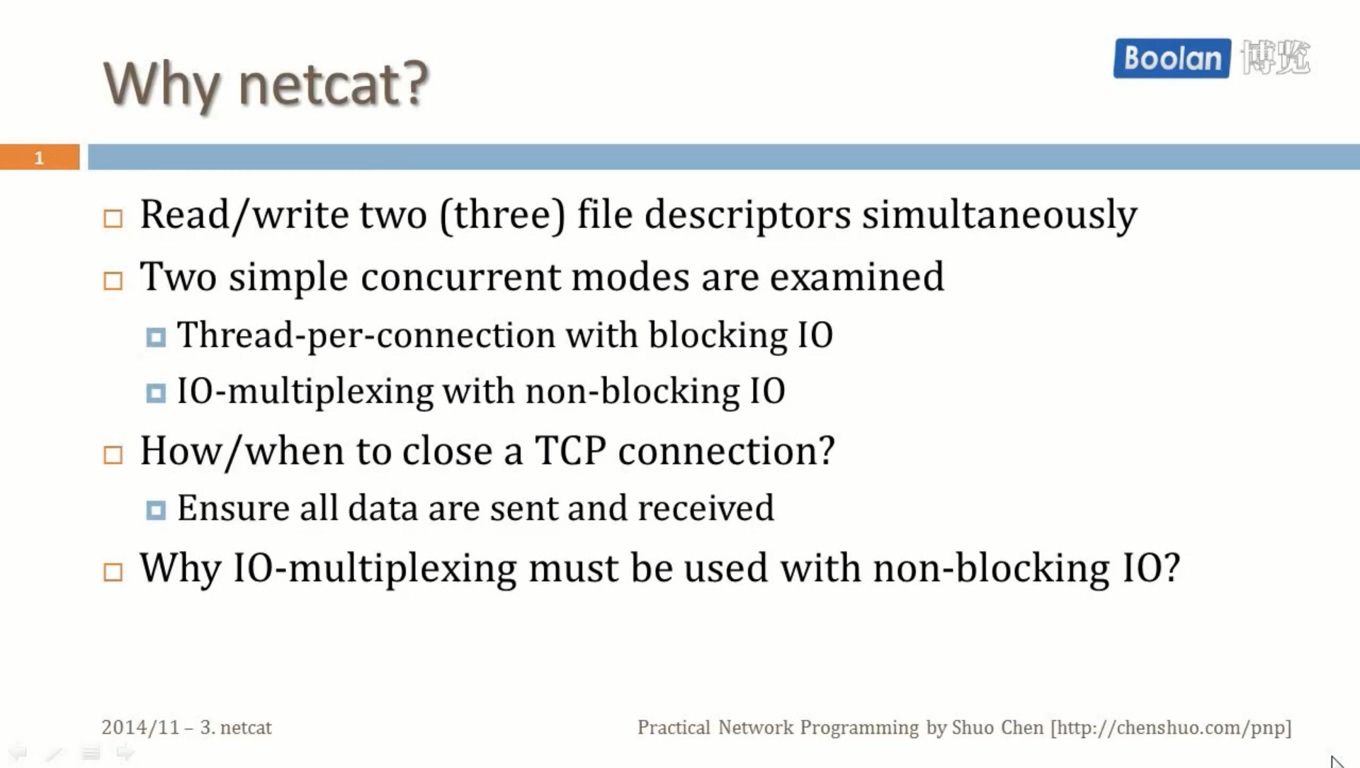 Why netcat?
Boolan 博览
1
Read/write two (three) file descriptors simultaneously
Two simple concurrent modes are examined
Thread-per-connection with blocking IO
IO-multiplexing with non-blocking IO
How/when to close a TCP connection?
Ensure all data are sent and received
Why IO-multiplexing must be used with non-blocking IO?
2014/11 – 3. netcat
Practical Network Programming by Shuo Chen [http://chenshuo.com/pnp]